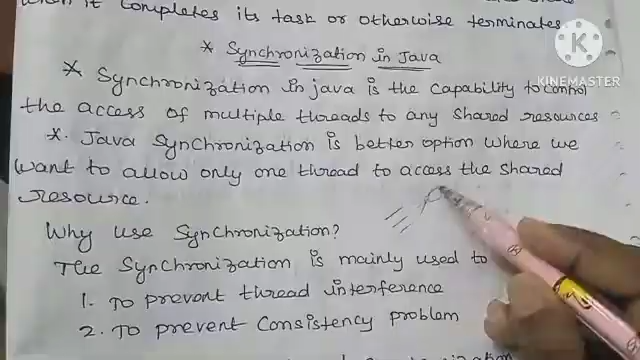 when it completes its task or otherwise terminates
* Synchronization in Java
* Synchronization in java is the capability to control
the access of multiple threads to any shared resources
*. Java Synchronization is better option where we
want to allow only one thread to access the shared
resource.
Why use Synchronization?
The Synchronization is mainly used to
1. To prevent thread interference
2. To prevent Consistency problem
KINEMASTER